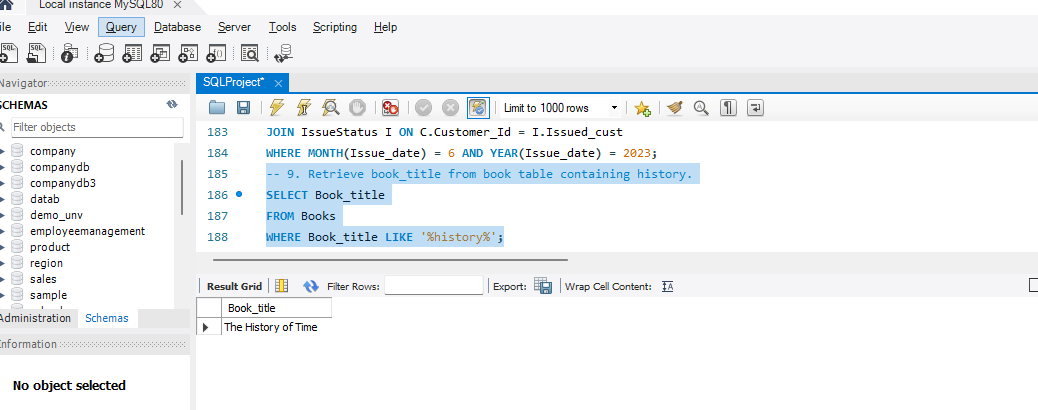 Local instance MySQL80
ile Edit View Query Database Server Tools Scripting Help
Navigator
SCHEMAS
Filter objects
company
companydb
companydb3
datab
demo_unv
employeemanagement
product
region
sales
sample
Administration Schemas
Information
No object selected
SQLProject*
Limit to 1000 rows
183 JOIN IssueStatus I ON C.Customer_Id = I.Issued_cust
184 WHERE MONTH(Issue_date) = 6 AND YEAR(Issue_date) = 2023;
185 -- 9. Retrieve book_title from book table containing history.
186 SELECT Book_title
187 FROM Books
188 WHERE Book_title LIKE '%history%';
Result Grid Filter Rows: Export: Wrap Cell Content:
Book_title
The History of Time